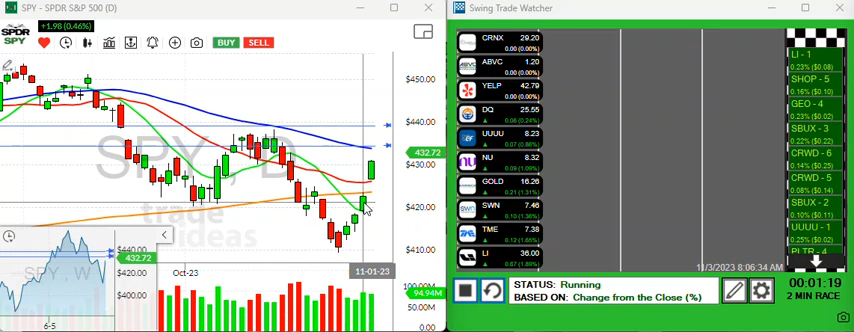 SPY - SPDR S&P 500
SPDR
SPY
+1.98 (0.46%)
BUY
SELL
$450.00
$440.00
432.72
$430.00
$420.00
$410.00
SPY, D
trade
ideas
SPY, W
$440.00
432.72
$400.00
6-5
Oct-23
11-01-23
100.00M
94.94M
0.00
Swing Trade Watcher
CRNX 29.20
0.00 (0.00%)
ABVC 1.20
0.00 (0.00%)
YELP 42.79
0.00 (0.00%)
DQ 25.55
0.06 (0.24%)
UUUU 8.23
0.07 (0.86%)
NU 8.32
0.09 (1.09%)
GOLD 16.26
0.21 (1.31%)
SWN 7.46
0.10 (1.36%)
TME 7.38
0.12 (1.65%)
LI 36.00
0.67 (1.89%)
LI - 1
0.23% ($0.08)
SHOP - 5
0.16% ($0.10)
GEO - 4
0.23% ($0.02)
SBUX - 3
0.22% ($0.22)
CRWD - 6
0.14% ($0.25)
CRWD - 5
0.08% ($0.14)
SBUX - 2
0.10% ($0.11)
UUUU - 1
0.25% ($0.02)
PLTR - 4
11/3/2023 8:06:34 AM
STATUS: Running
BASED ON: Change from the Close (%)
00:01:19
2 MIN RACE